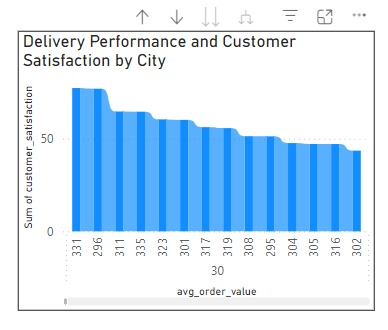 Delivery Performance and Customer
Satisfaction by City
Sum of customer_satisfaction
50
0
331 296 311 335 323 301 317 319 308 295 304 305 316 302
30
avg_order_value